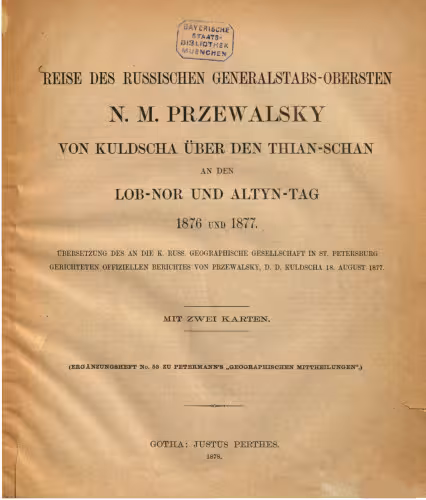 BAYERISCHE
STAATS-
BIBLIOTHEK
MUENCHEN
REISE DES RUSSISCHEN GENERALSTABS-OBERSTEN
N. M. PRZEWALSKY
VON KULDSCHA ÜBER DEN THIAN-SCHAN
AN DEN
LOB-NOR UND ALTYN-TAG
1876 UND 1877.
ÜBERSETZUNG DES AN DIE K. RUSS. GEOGRAPHISCHE GESELLSCHAFT IN ST. PETERSBURG
GERICHTETEN OFFIZIELLEN BERICHTES VON PRZEWALSKY, D. D. KULDSCHA 18. AUGUST 1877.
MIT ZWEI KARTEN.
(ERGÄNZUNGSHEFT No. 53 ZU PETERMANN'S „GEOGRAPHISCHEN MITTHEILUNGEN".)
GOTHA: JUSTUS PERTHES.
1878.